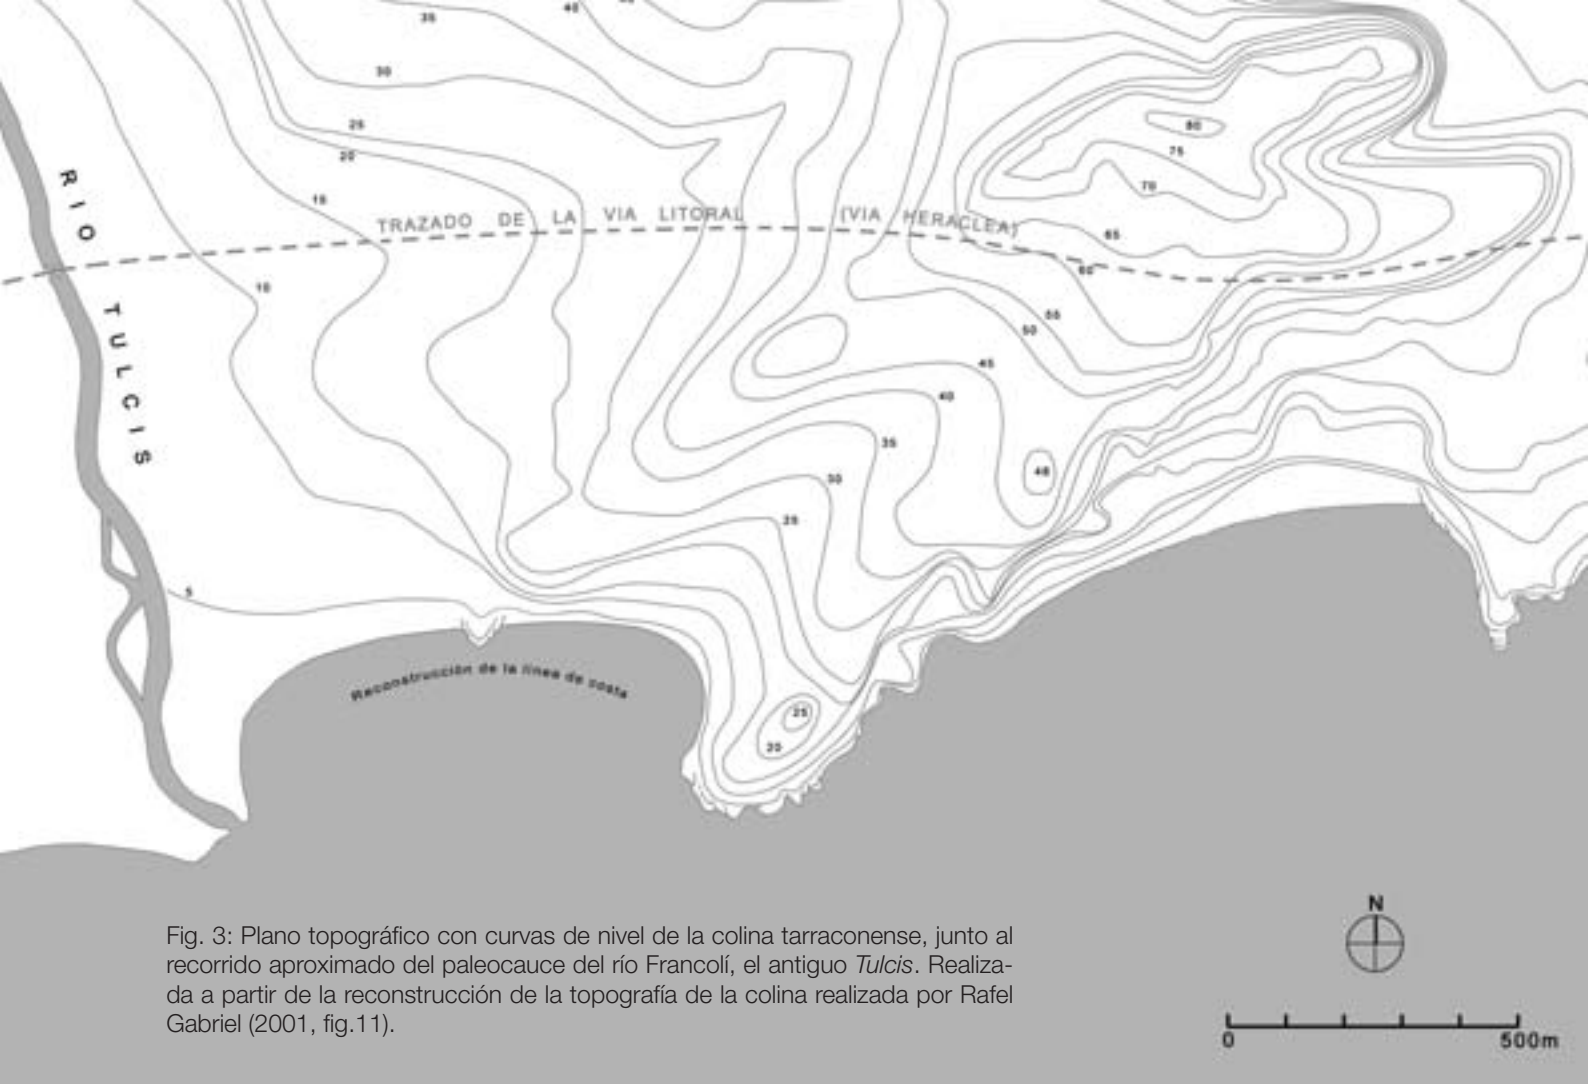 35
40
30
25
20
15
RIO TULCIS
TRAZADO DE LA VIA LITORAL (VIA HERACLEA)
80
75
70
65
60
10
55
50
45
40
35
48
30
25
5
Reconstrucción de la línea de costa
25
20
N
0 500m
Fig. 3: Plano topográfico con curvas de nivel de la colina tarraconense, junto al
recorrido aproximado del paleocauce del río Francolí, el antiguo Tulcis. Realiza-
da a partir de la reconstrucción de la topografía de la colina realizada por Rafel
Gabriel (2001, fig.11).